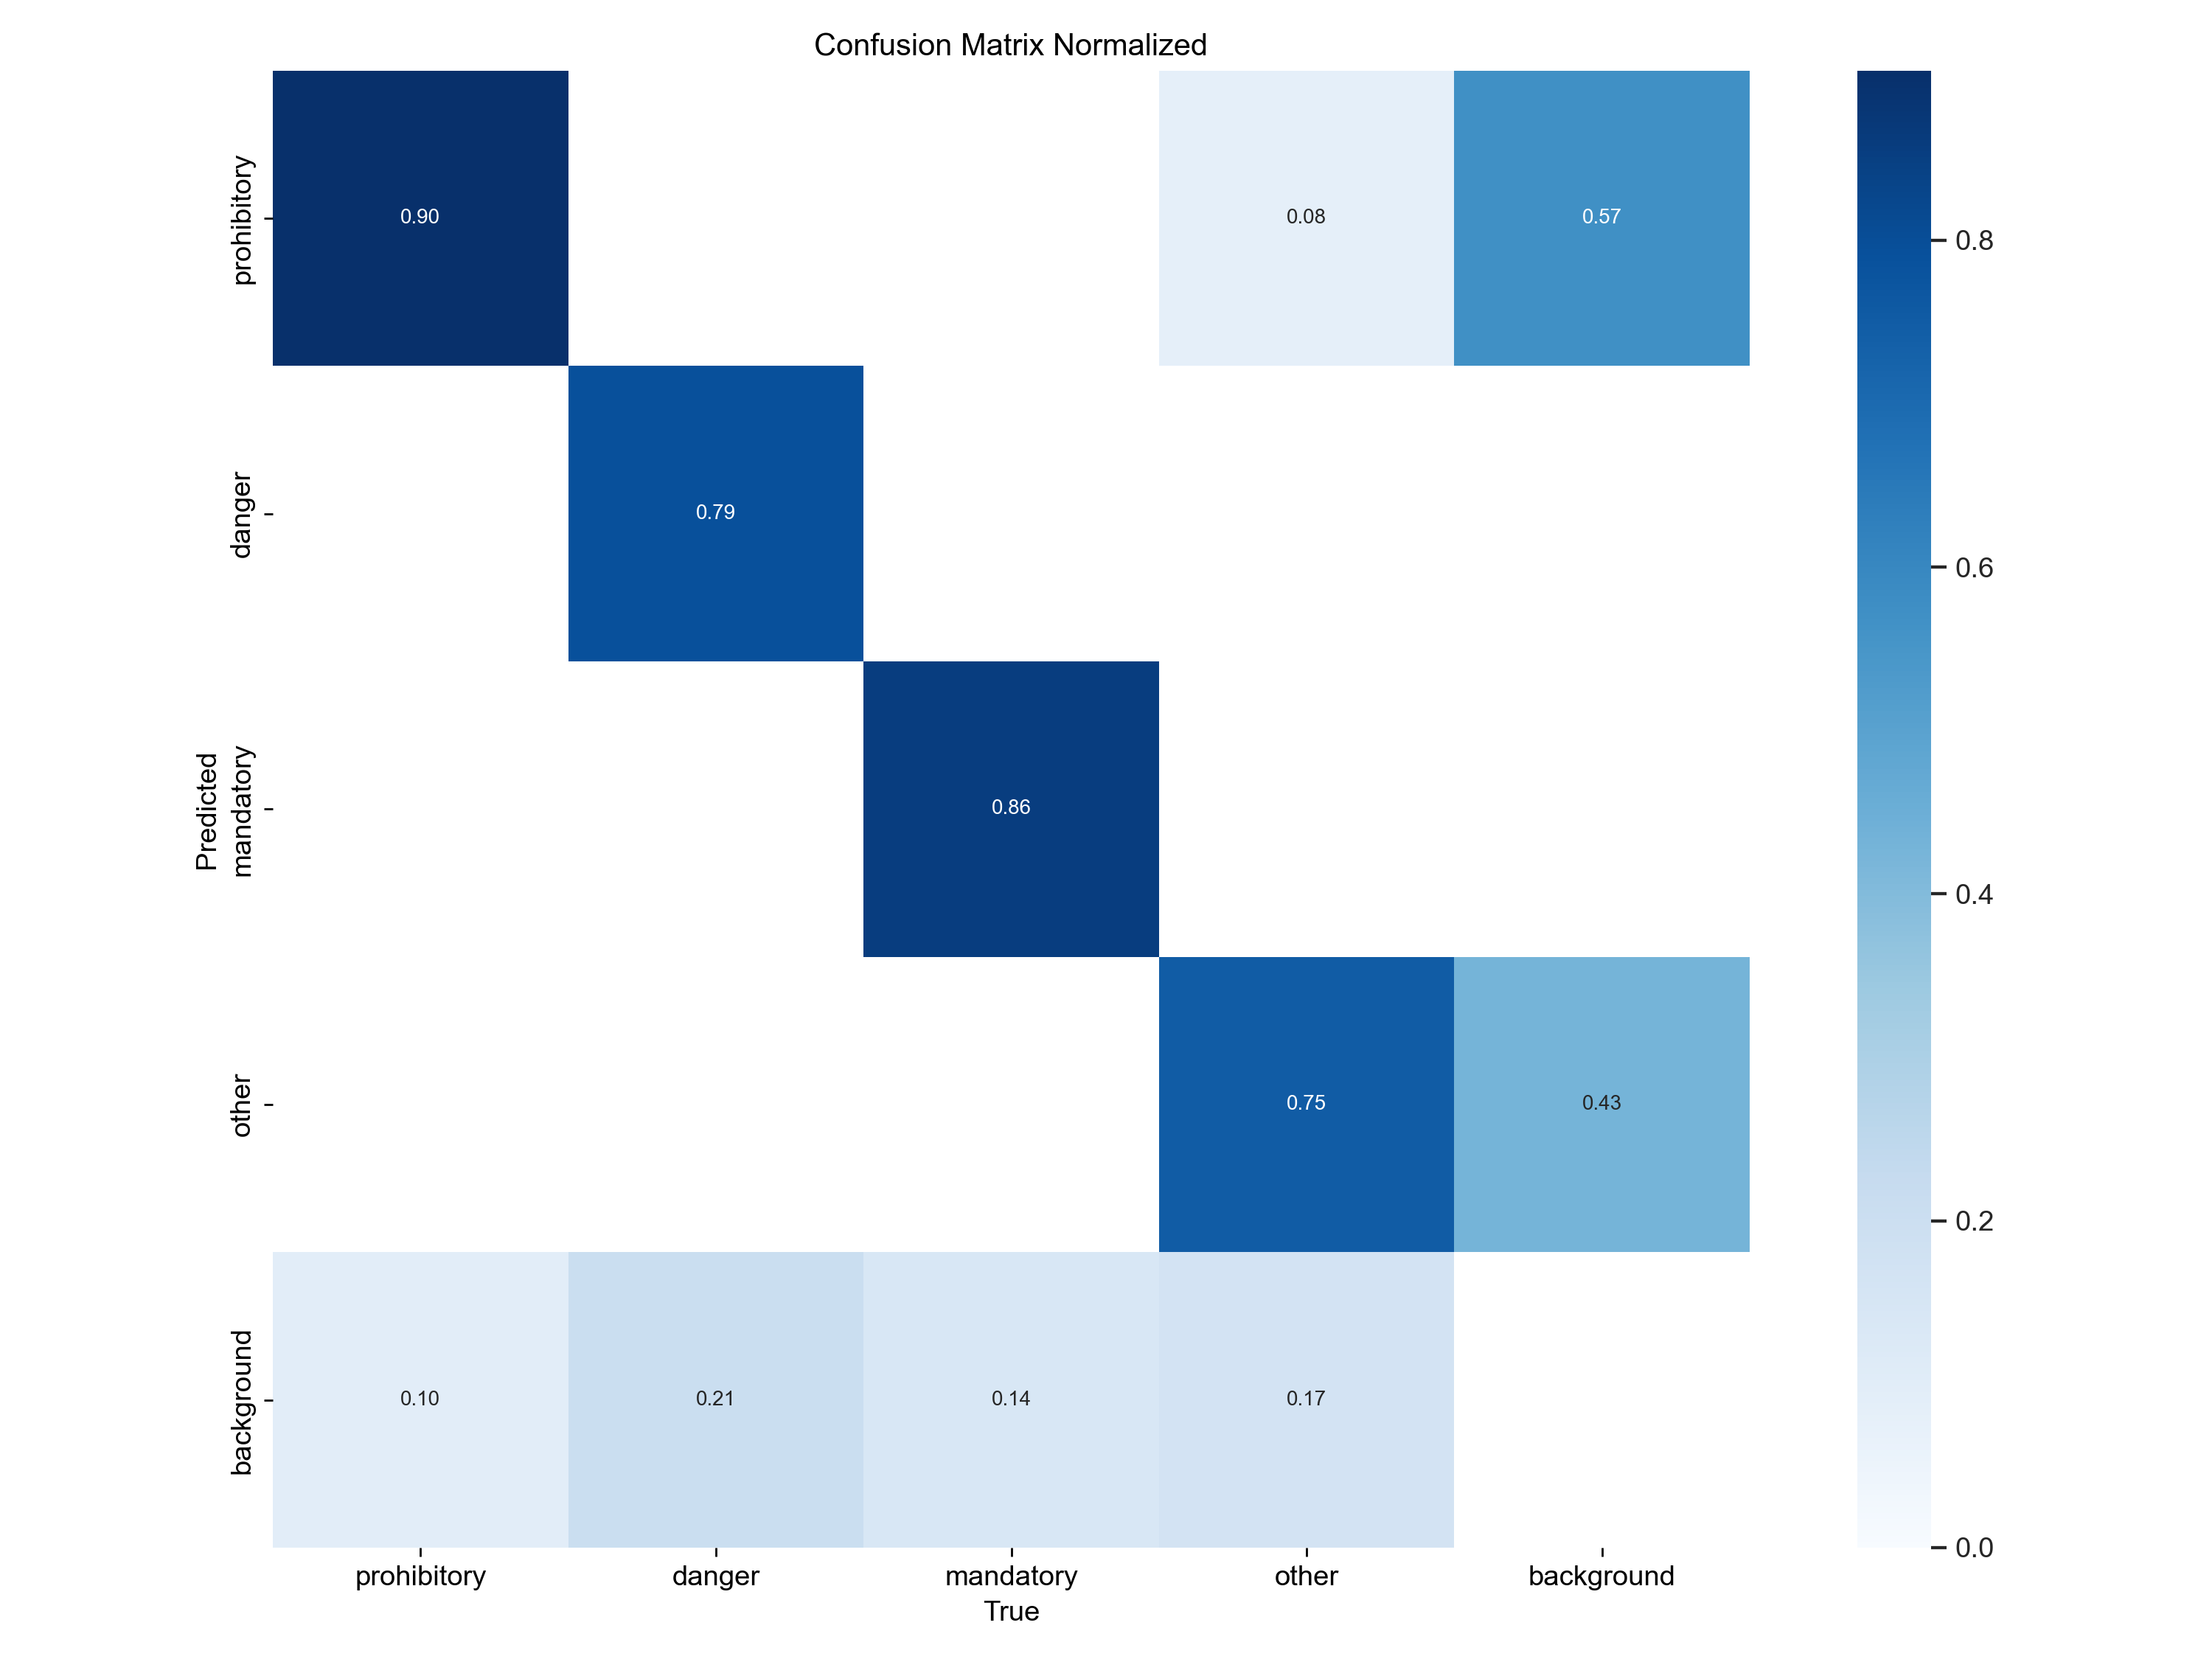 Confusion Matrix Normalized
prohibitory
0.90
0.08
0.57
0.8
danger
0.79
0.6
Predicted
mandatory
0.86
0.4
other
0.75
0.43
0.2
background
0.10
0.21
0.14
0.17
0.0
prohibitory
danger
mandatory
other
background
True